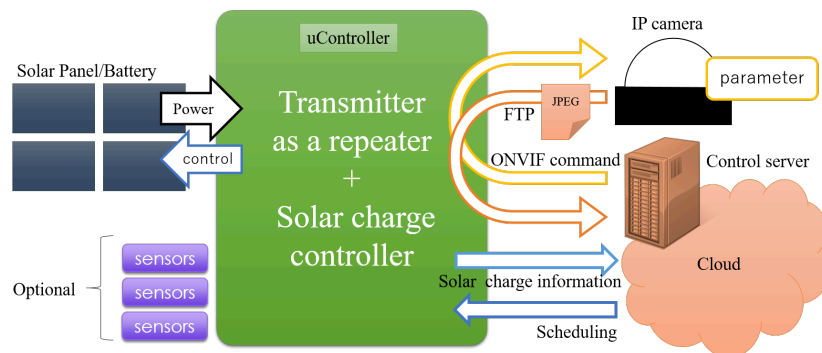 uController
IP camera
Solar Panel/Battery
parameter
Power
Transmitter
as a repeater
+
Solar charge
controller
JPEG
FTP
control
ONVIF command
Control server
sensors
Cloud
Optional
sensors
Solar charge information
sensors
Scheduling